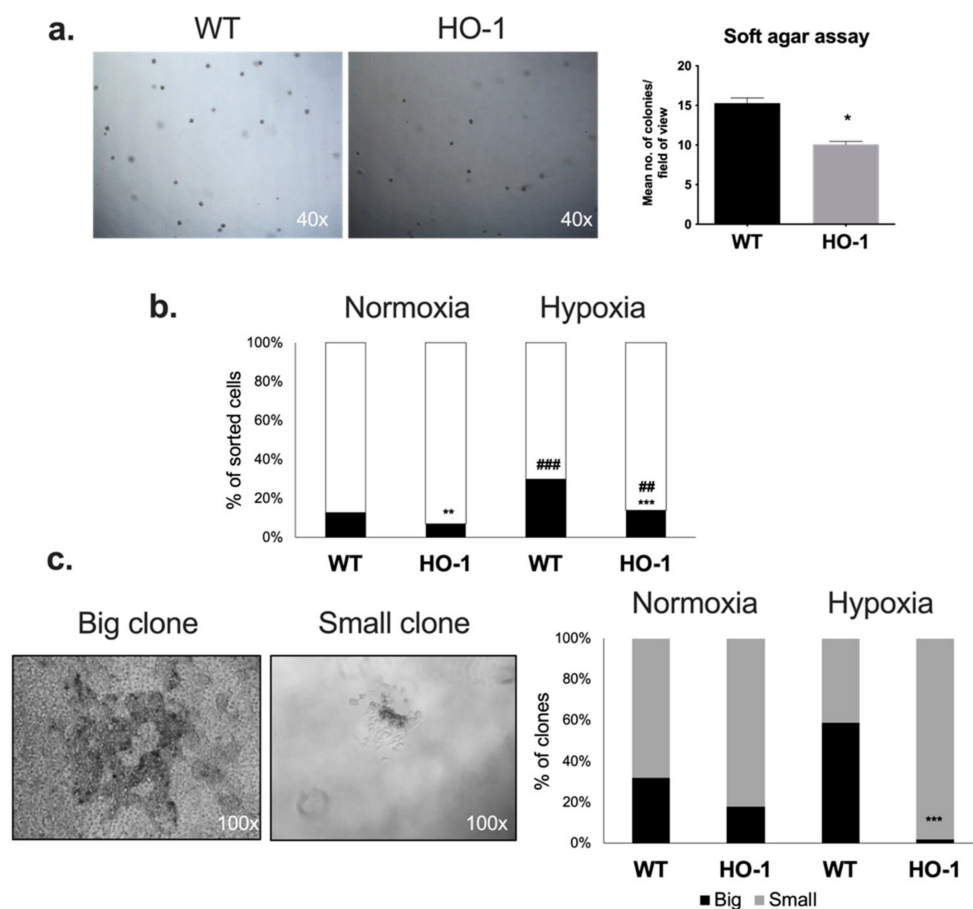 a.
WT
HO-1
40x
40x
Soft agar assay
Mean no. of colonies/
field of view
20
15
10
5
0
*
WT
HO-1
b.
Normoxia
Hypoxia
% of sorted cells
100%
80%
60%
40%
20%
0%
**
###
##
***
WT
HO-1
WT
HO-1
c.
Big clone
Small clone
100x
100x
Normoxia
Hypoxia
% of clones
100%
80%
60%
40%
20%
0%
***
WT
HO-1
WT
HO-1
Big
Small